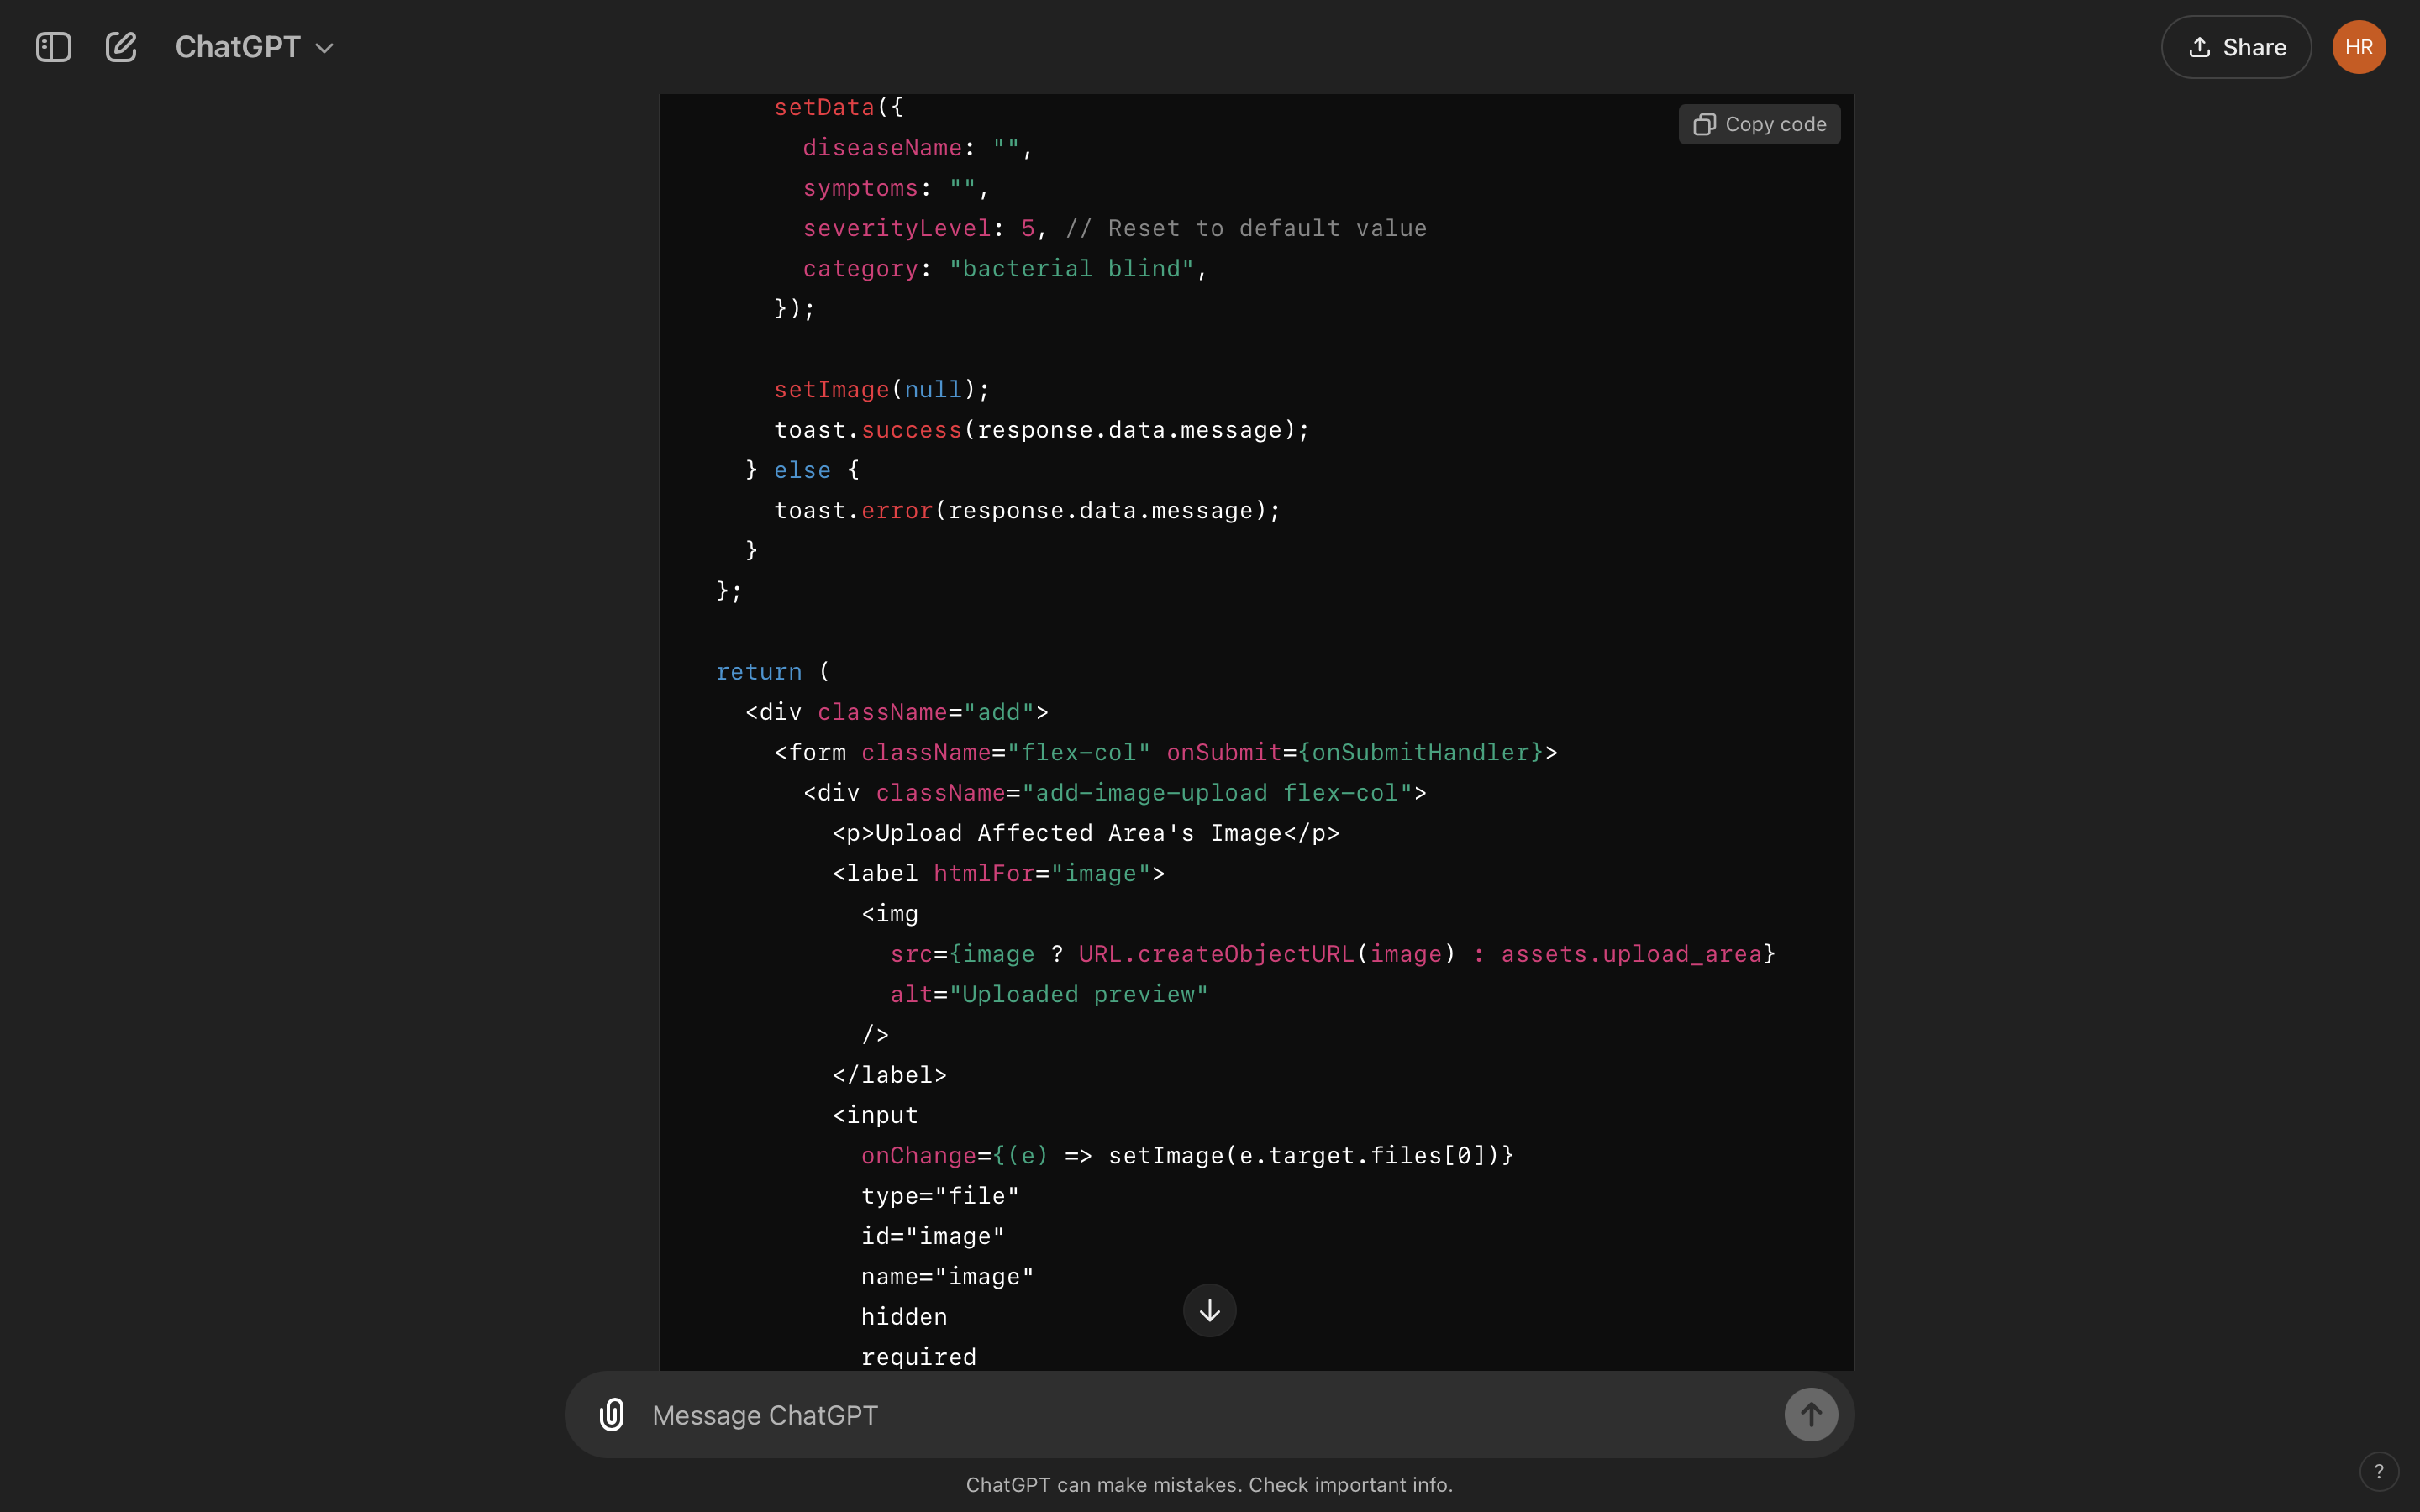 ChatGPT
Share
HR
Copy code
setData({
diseaseName: "",
symptoms: "",
severityLevel: 5, // Reset to default value
category: "bacterial blind",
});
setImage(null);
toast.success(response.data.message);
} else {
toast.error(response.data.message);
}
};
return (
<div className="add">
<form className="flex-col" onSubmit={onSubmitHandler}>
<div className="add-image-upload flex-col">
<p>Upload Affected Area's Image</p>
<label htmlFor="image">
<img
src={image ? URL.createObjectURL(image) : assets.upload_area}
alt="Uploaded preview"
/>
</label>
<input
onChange={(e) => setImage(e.target.files[0])}
type="file"
id="image"
name="image"
hidden
required
Message ChatGPT
ChatGPT can make mistakes. Check important info.
?